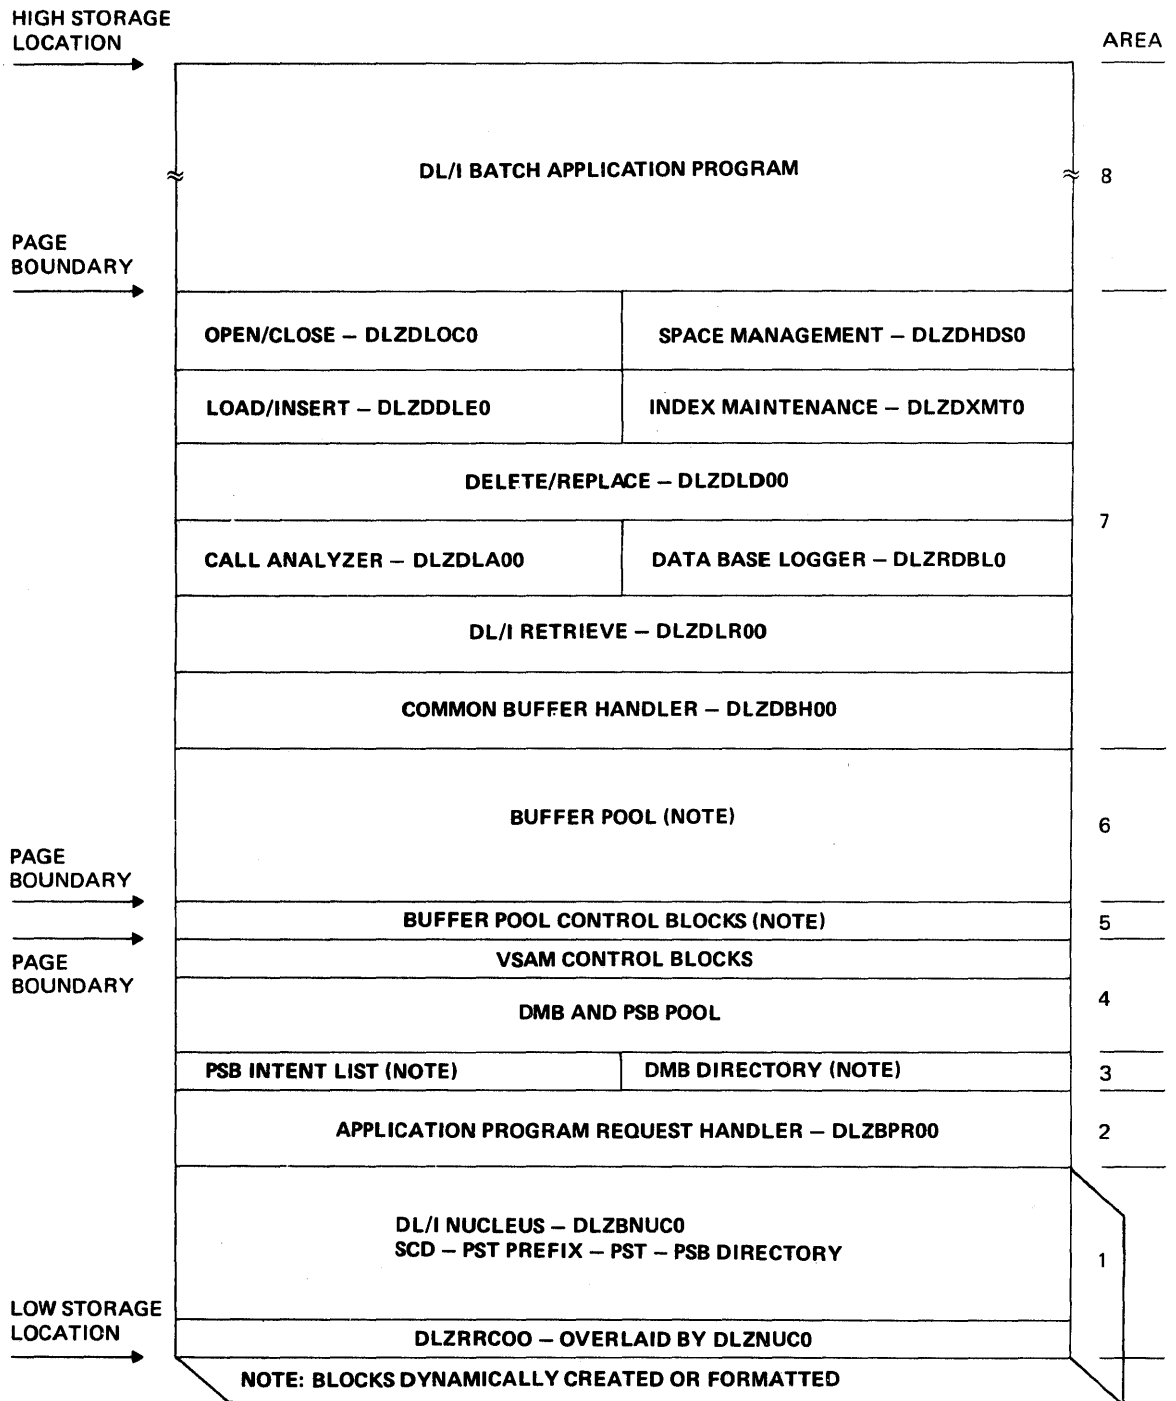 HIGH STORAGE
LOCATION
AREA
DL/I BATCH APPLICATION PROGRAM
8
PAGE
BOUNDARY
OPEN/CLOSE – DLZDLOC0
SPACE MANAGEMENT – DLZDHDS0
LOAD/INSERT – DLZDDLE0
INDEX MAINTENANCE – DLZDXMT0
DELETE/REPLACE – DLZDLD00
7
CALL ANALYZER – DLZDLA00
DATA BASE LOGGER – DLZRDBL0
DL/I RETRIEVE – DLZDLR00
COMMON BUFFER HANDLER – DLZDBH00
BUFFER POOL (NOTE)
6
PAGE
BOUNDARY
BUFFER POOL CONTROL BLOCKS (NOTE)
5
PAGE
BOUNDARY
VSAM CONTROL BLOCKS
4
DMB AND PSB POOL
PSB INTENT LIST (NOTE)
DMB DIRECTORY (NOTE)
3
APPLICATION PROGRAM REQUEST HANDLER – DLZBPR00
2
DL/I NUCLEUS – DLZBNUC0
SCD – PST PREFIX – PST – PSB DIRECTORY
1
LOW STORAGE
LOCATION
DLZRRCOO – OVERLAID BY DLZNUC0
NOTE: BLOCKS DYNAMICALLY CREATED OR FORMATTED